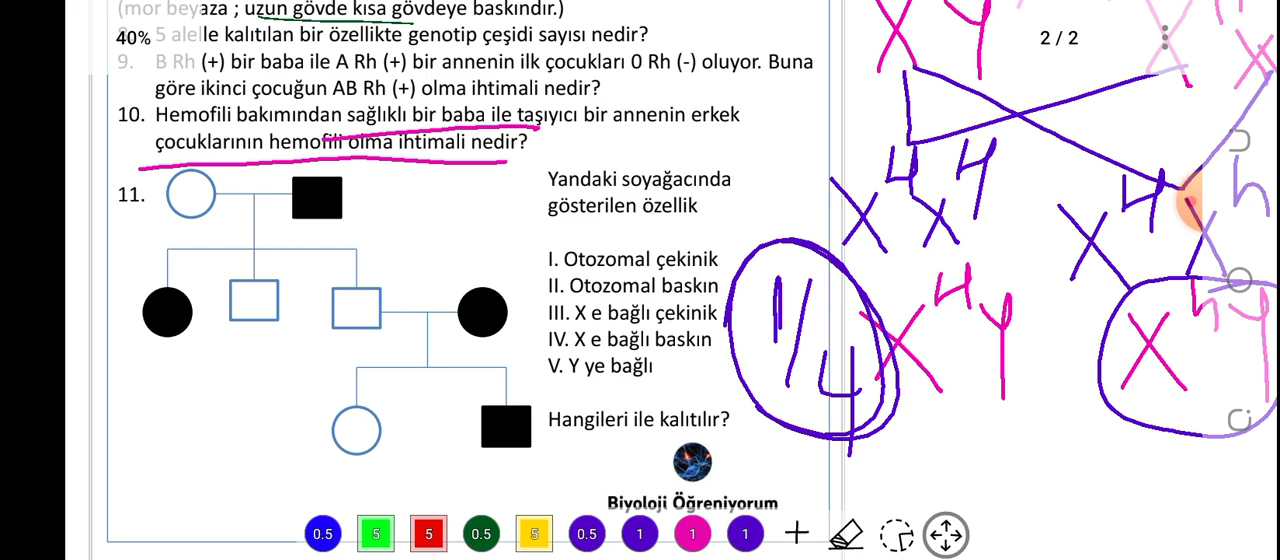 (mor beyaza ; uzun gövde kısa gövdeye baskındır.)
40%
5 alelle kalıtılan bir özellikte genotip çeşidi sayısı nedir?
2 / 2
9. B Rh (+) bir baba ile A Rh (+) bir annenin ilk çocukları 0 Rh (-) oluyor. Buna
göre ikinci çocuğun AB Rh (+) olma ihtimali nedir?
10. Hemofili bakımından sağlıklı bir baba ile taşıyıcı bir annenin erkek
çocuklarının hemofili olma ihtimali nedir?
11.
Yandaki soyağacında
gösterilen özellik
I. Otozomal çekinik
II. Otozomal baskın
III. X e bağlı çekinik
IV. X e bağlı baskın
V. Y ye bağlı
Hangileri ile kalıtılır?
Biyoloji Öğreniyorum
X Y
X
X H X H
X H X h
X H Y
X h Y
1/4
0.5 5 5 0.5 5 0.5 1 1 1